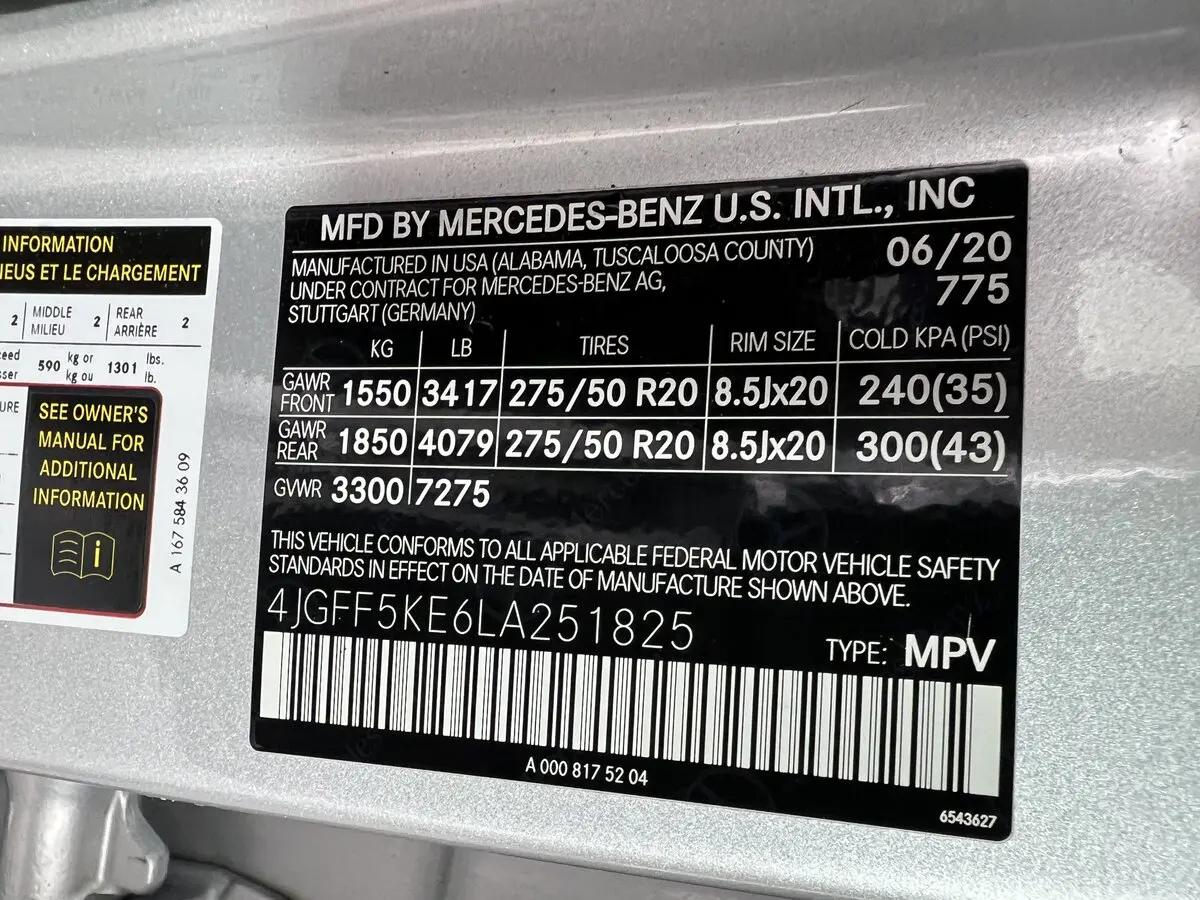 INFORMATION
NEUS ET LE CHARGEMENT
2 MIDDLE MILIEU 2 REAR ARRIÈRE 2
590 kg or kg ou 1301 lbs. lb.
SEE OWNER'S
MANUAL FOR
ADDITIONAL
INFORMATION
i
A 167 584 36 09
MFD BY MERCEDES-BENZ U.S. INTL., INC
MANUFACTURED IN USA (ALABAMA, TUSCALOOSA COUNTY) 06/20
UNDER CONTRACT FOR MERCEDES-BENZ AG, 775
STUTTGART (GERMANY)
KG LB TIRES RIM SIZE COLD KPA (PSI)
GAWR FRONT 1550 3417 275/50 R20 8.5Jx20 240(35)
GAWR REAR 1850 4079 275/50 R20 8.5Jx20 300(43)
GVWR 3300 7275
THIS VEHICLE CONFORMS TO ALL APPLICABLE FEDERAL MOTOR VEHICLE SAFETY
STANDARDS IN EFFECT ON THE DATE OF MANUFACTURE SHOWN ABOVE.
4JGFF5KE6LA251825
TYPE: MPV
A 000 817 52 04
6543627